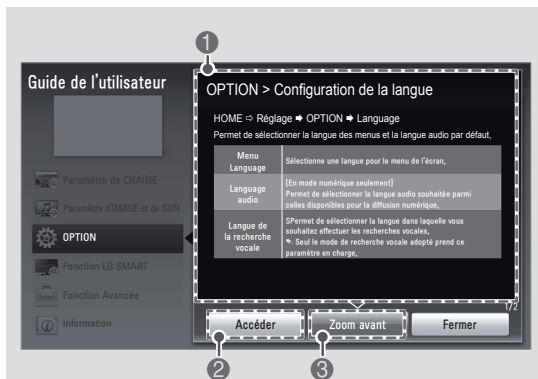 1
Guide de l'utilisateur
Paramètre de CHAÎNE
Paramètre d'IMAGE et de SON
OPTION
Fonction LG SMART
Fonction Avancée
Information
OPTION > Configuration de la langue
HOME ⇨ Réglage ➡ OPTION ➡ Language
Permet de sélectionner la langue des menus et la langue audio par défaut.
Menu
Language
Sélectionne une langue pour le menu de l'écran.
Language
audio
[En mode numérique seulement]
Permet de sélectionner la langue audio souhaitée parmi
celles disponibles pour la diffusion numérique.
Langue de
la recherche
vocale
SPermet de sélectionner la langue dans laquelle vous
souhaitez effectuer les recherches vocales.
Seul le mode de recherche vocale adopté prend ce
paramètre en charge.
1/2
Accéder
Zoom avant
Fermer
2
3